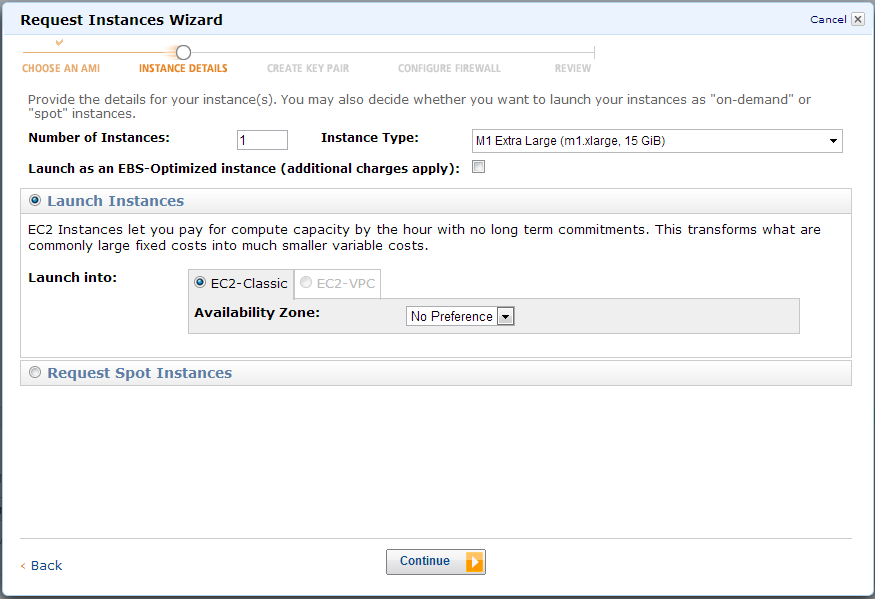 Request Instances Wizard
Cancel
CHOOSE AN AMI INSTANCE DETAILS CREATE KEY PAIR CONFIGURE FIREWALL REVIEW
Provide the details for your instance(s). You may also decide whether you want to launch your instances as "on-demand" or
"spot" instances.
Number of Instances: 1 Instance Type: M1 Extra Large (m1.xlarge, 15 GiB)
Launch as an EBS-Optimized instance (additional charges apply):
Launch Instances
EC2 Instances let you pay for compute capacity by the hour with no long term commitments. This transforms what are
commonly large fixed costs into much smaller variable costs.
Launch into: EC2-Classic EC2-VPC
Availability Zone: No Preference
Request Spot Instances
< Back
Continue